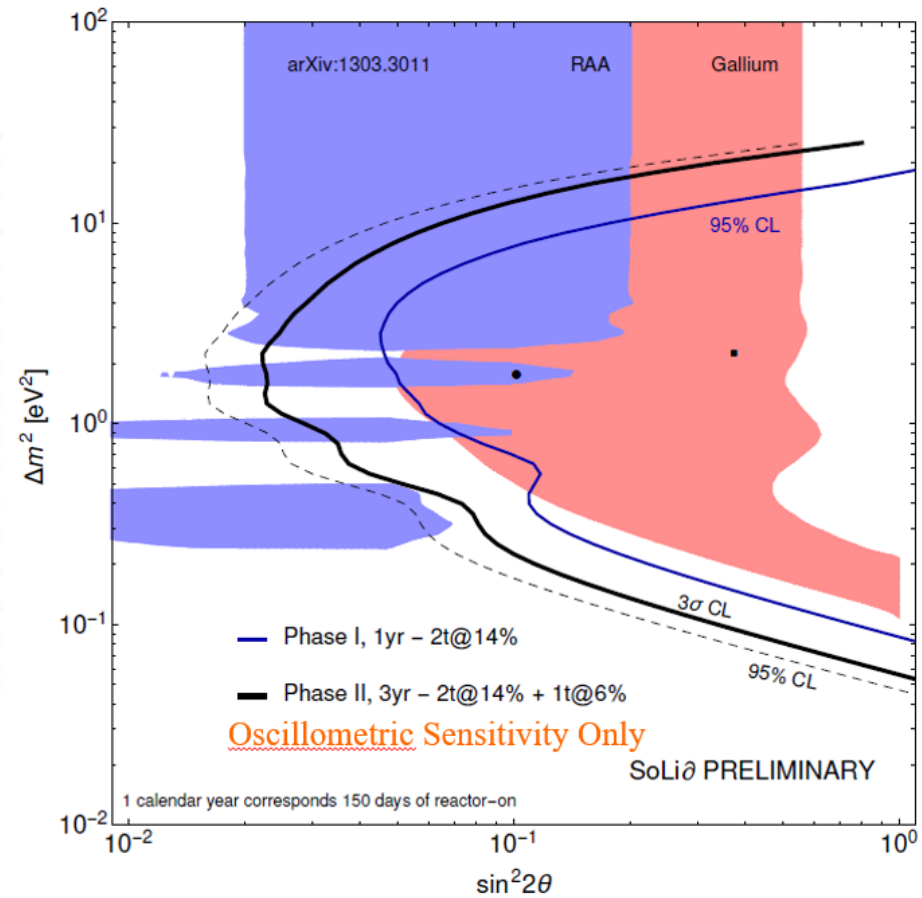 10²
arXiv:1303.3011 RAA Gallium
10¹
95% CL
Δm² [eV²]
10⁰
3σ CL
10⁻¹
Phase I, 1yr − 2t@14%
95% CL
Phase II, 3yr − 2t@14% + 1t@6%
Oscillometric Sensitivity Only
SoLi∂ PRELIMINARY
1 calendar year corresponds 150 days of reactor-on
10⁻²
10⁻² 10⁻¹ 10⁰
sin²2θ